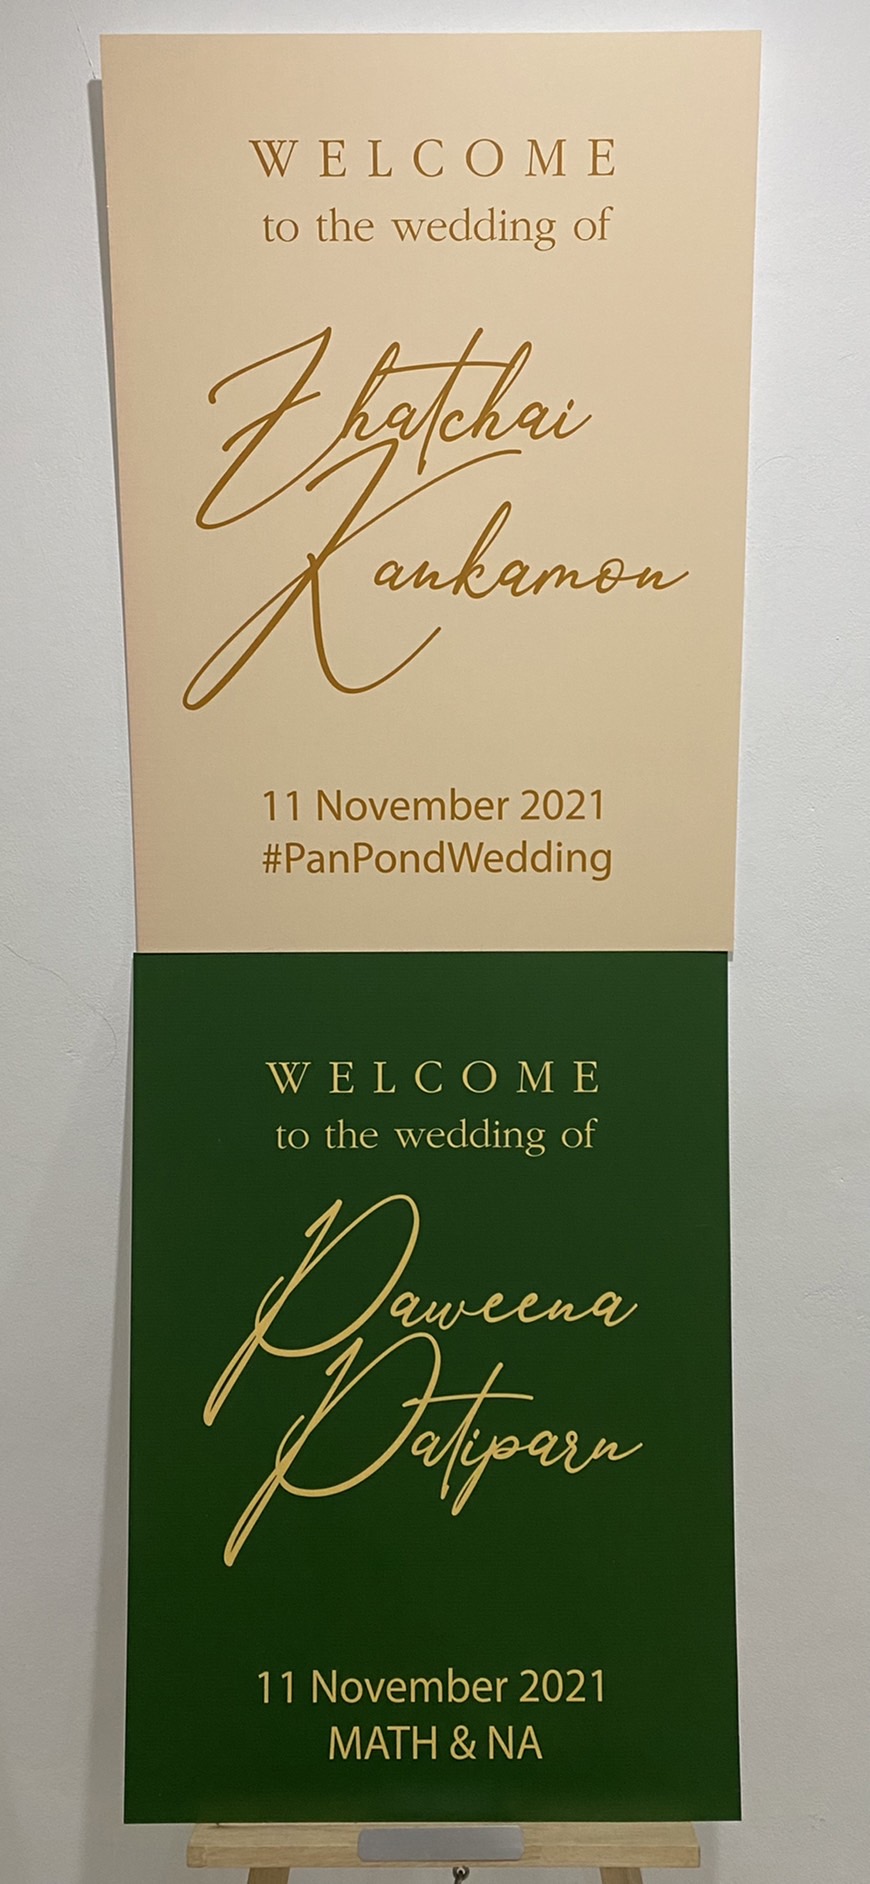 WELCOME
to the wedding of
Zhatchai
Kankamon
11 November 2021
#PanPondWedding
WELCOME
to the wedding of
Paweena
Patiparn
11 November 2021
MATH & NA